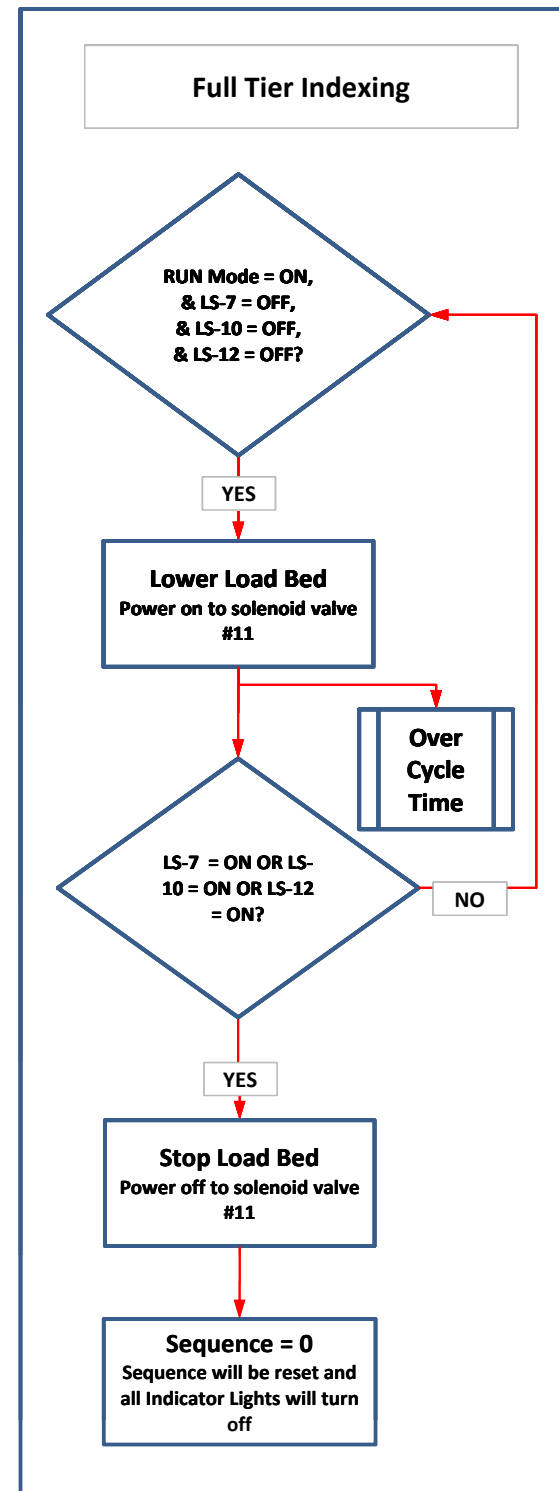 Full Tier Indexing
RUN Mode = ON,
& LS-7 = OFF,
& LS-10 = OFF,
& LS-12 = OFF?
YES
Lower Load Bed
Power on to solenoid valve
#11
Over
Cycle
Time
LS-7 = ON OR LS-
10 = ON OR LS-12
= ON?
NO
YES
Stop Load Bed
Power off to solenoid valve
#11
Sequence = 0
Sequence will be reset and
all Indicator Lights will turn
off